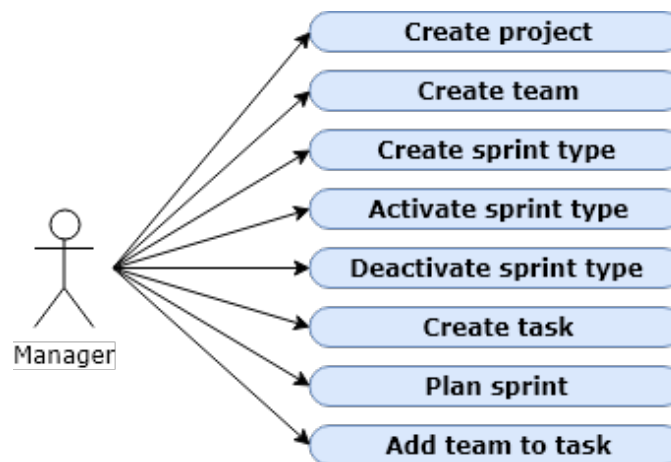 Create project
Create team
Create sprint type
Activate sprint type
Deactivate sprint type
Create task
Plan sprint
Add team to task
Manager